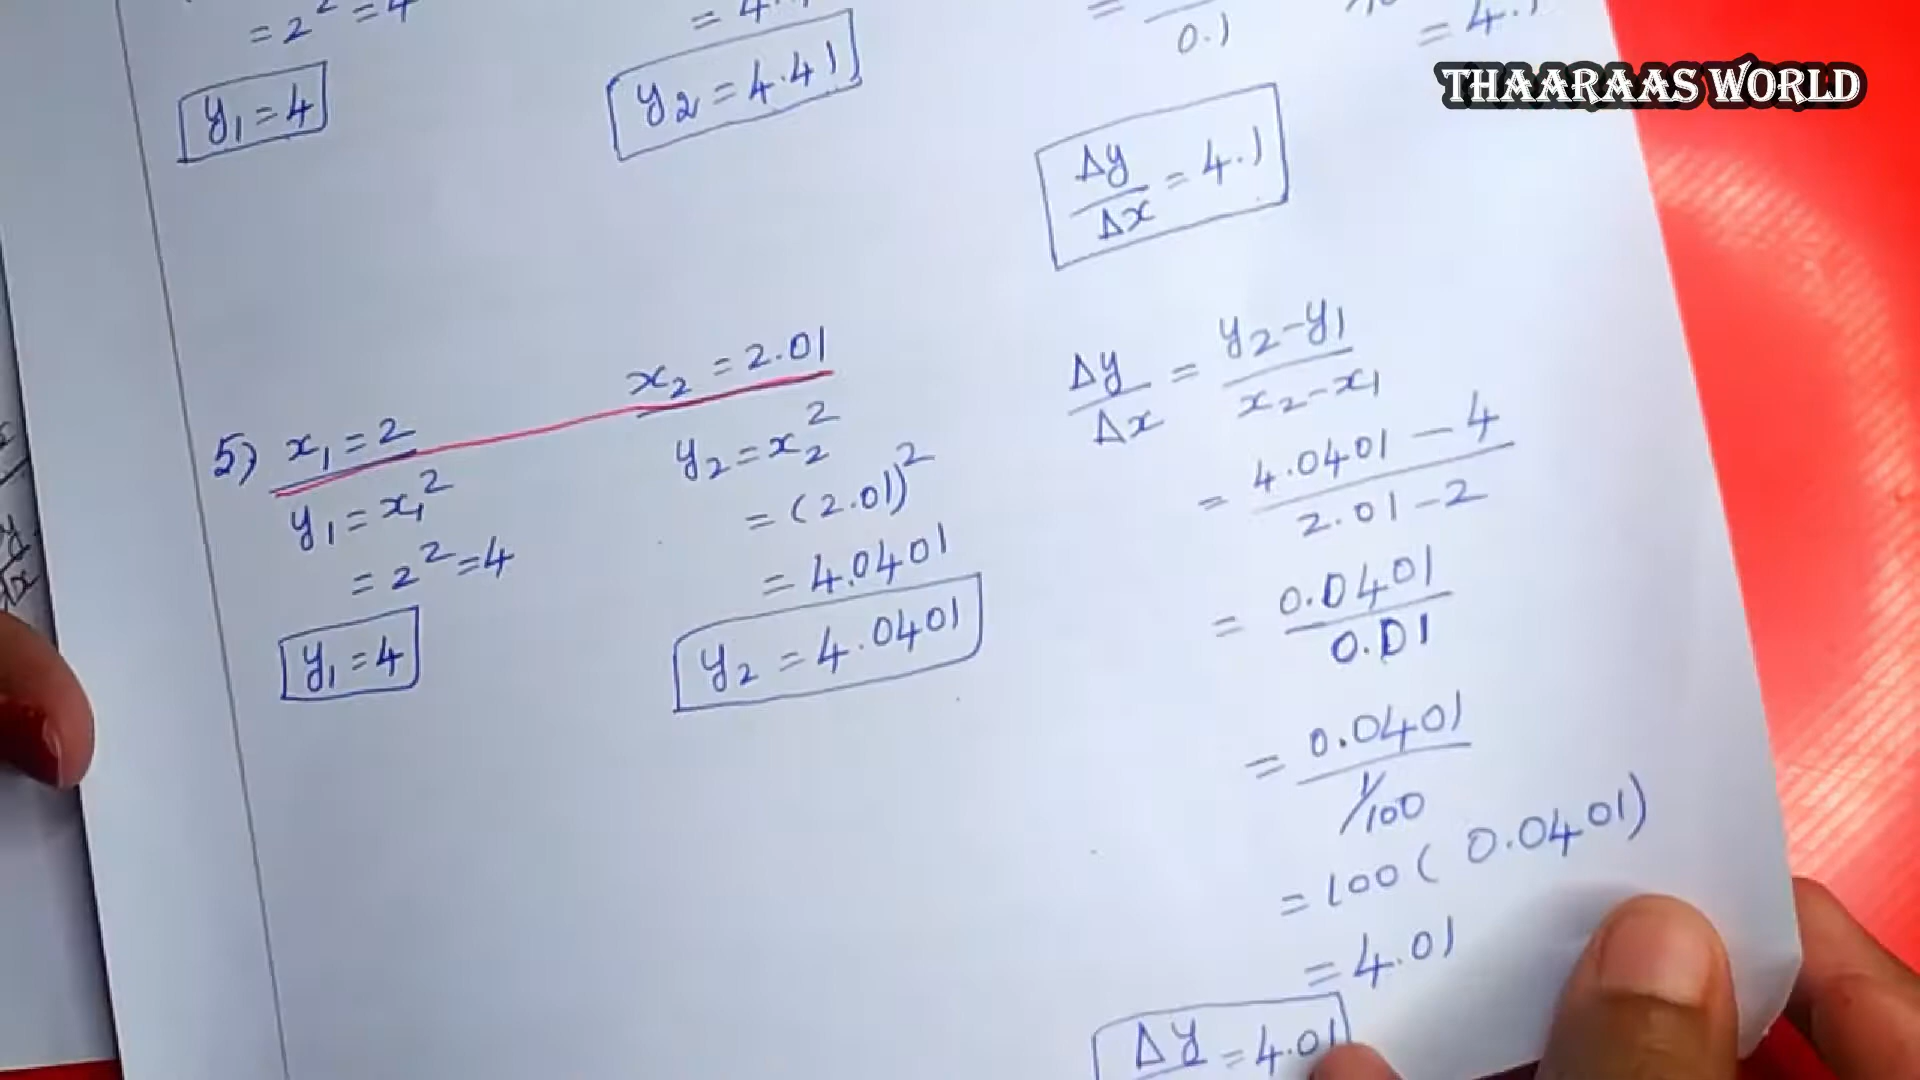 = 2² = 4
y₁ = 4
y₂ = 4.41
0.1
= 4.1
THAARAAS WORLD
Δy/Δx = 4.1
5) x₁ = 2
y₁ = x₁²
= 2² = 4
y₁ = 4
x₂ = 2.01
y₂ = x₂²
= (2.01)²
= 4.0401
y₂ = 4.0401
Δy/Δx = y₂-y₁/x₂-x₁
= 4.0401 - 4/2.01 - 2
= 0.0401/0.01
= 0.0401/1/100
= 100(0.0401)
= 4.01
Δy = 4.01